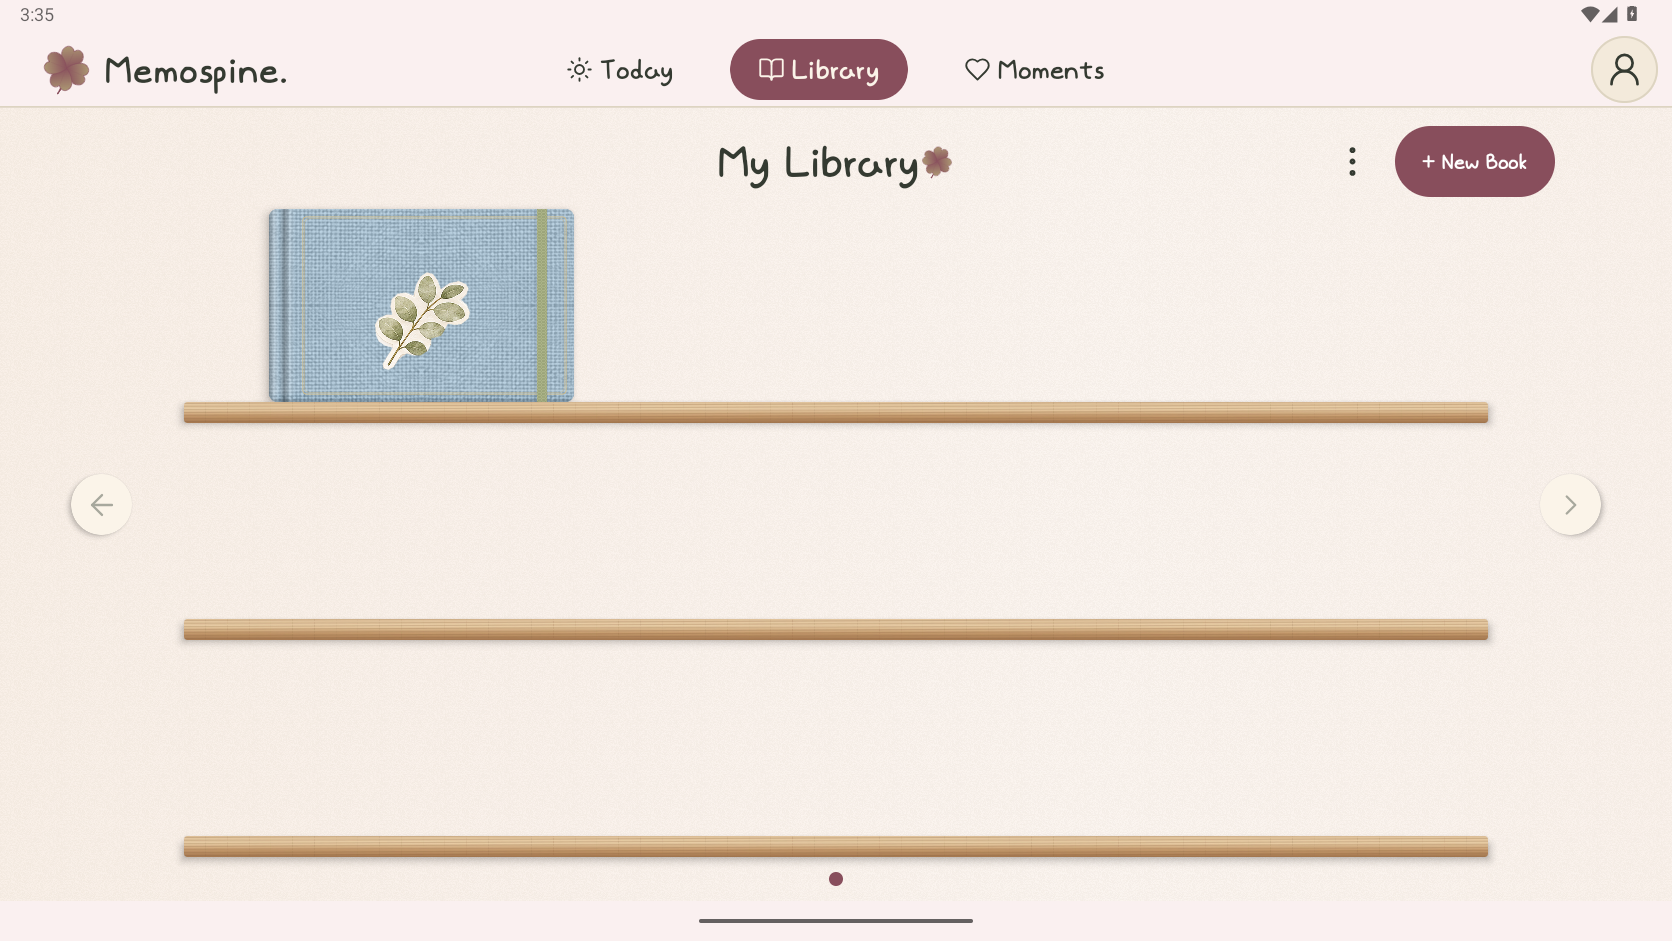 3:35
Memospine.
Today
Library
Moments
My Library
+ New Book